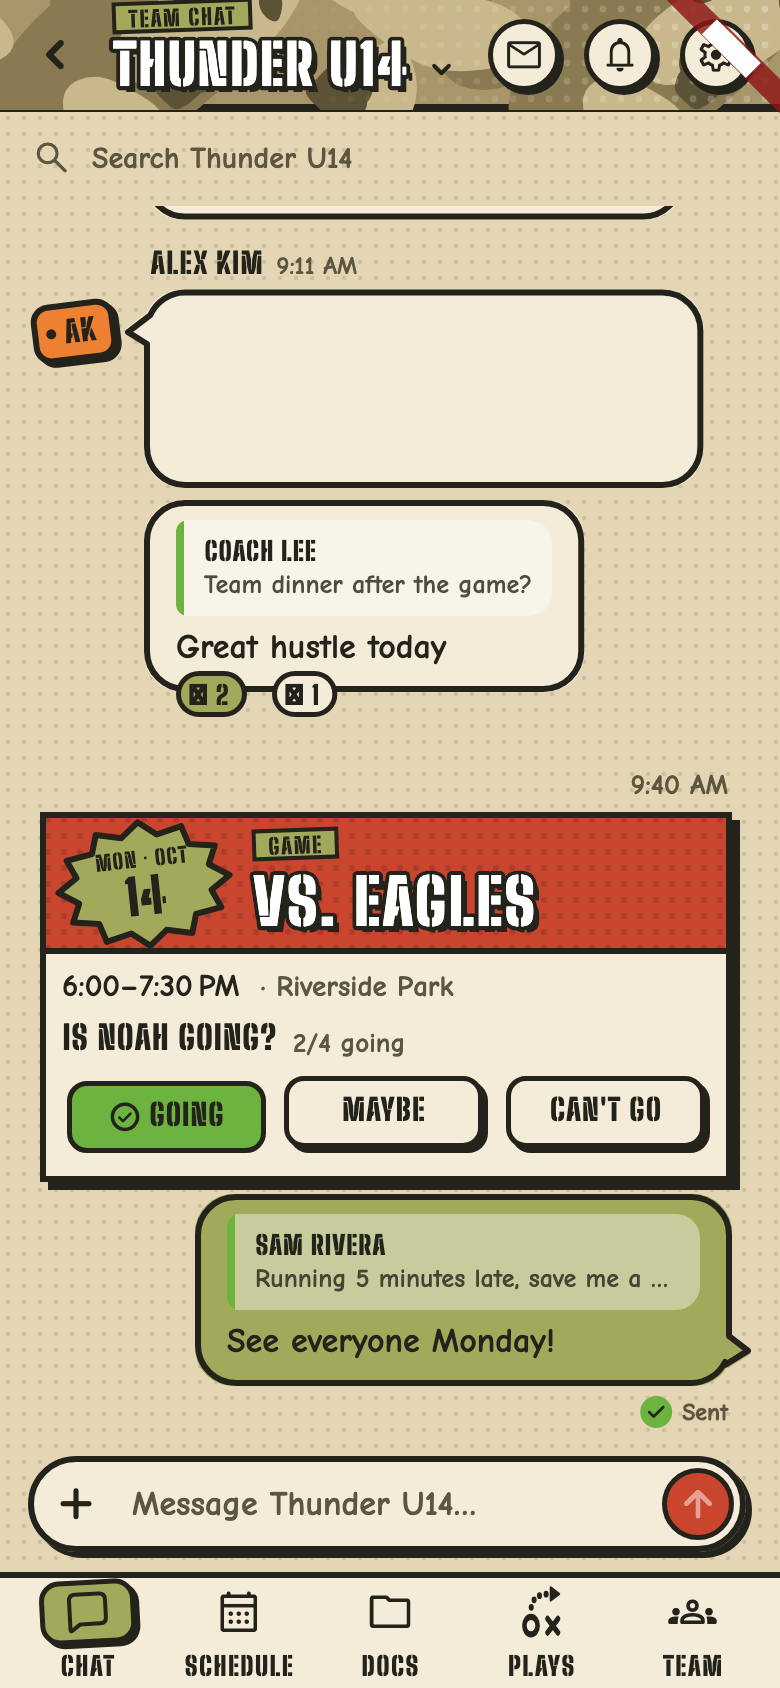 TEAM CHAT
THUNDER U14
Search Thunder U14
ALEX KIM 9:11 AM
AK
COACH LEE
Team dinner after the game?
Great hustle today
2
1
9:40 AM
MON · OCT
14
GAME
VS. EAGLES
6:00–7:30 PM · Riverside Park
IS NOAH GOING? 2/4 going
GOING
MAYBE
CAN'T GO
SAM RIVERA
Running 5 minutes late, save me a ...
See everyone Monday!
Sent
Message Thunder U14...
CHAT
SCHEDULE
DOCS
PLAYS
TEAM